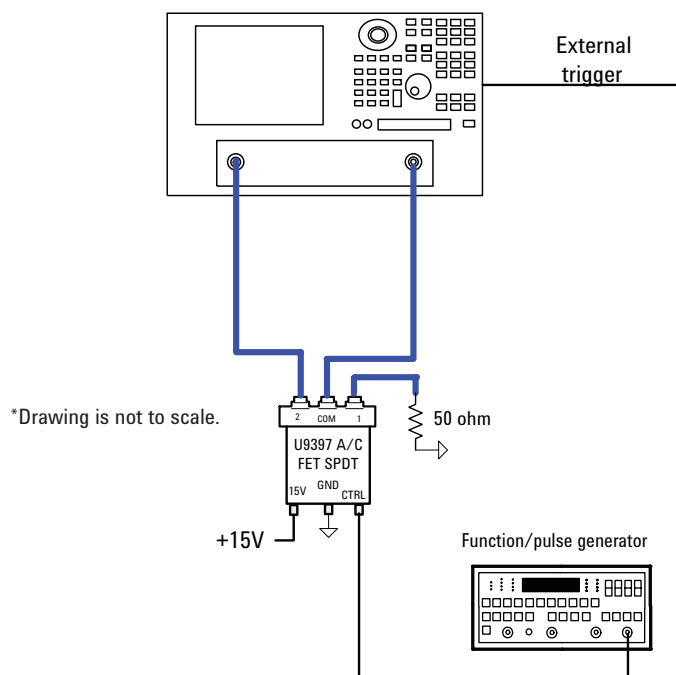 External
trigger
*Drawing is not to scale.
2 COM 1
50 ohm
U9397 A/C
FET SPDT
15V GND CTRL
+15V
Function/pulse generator